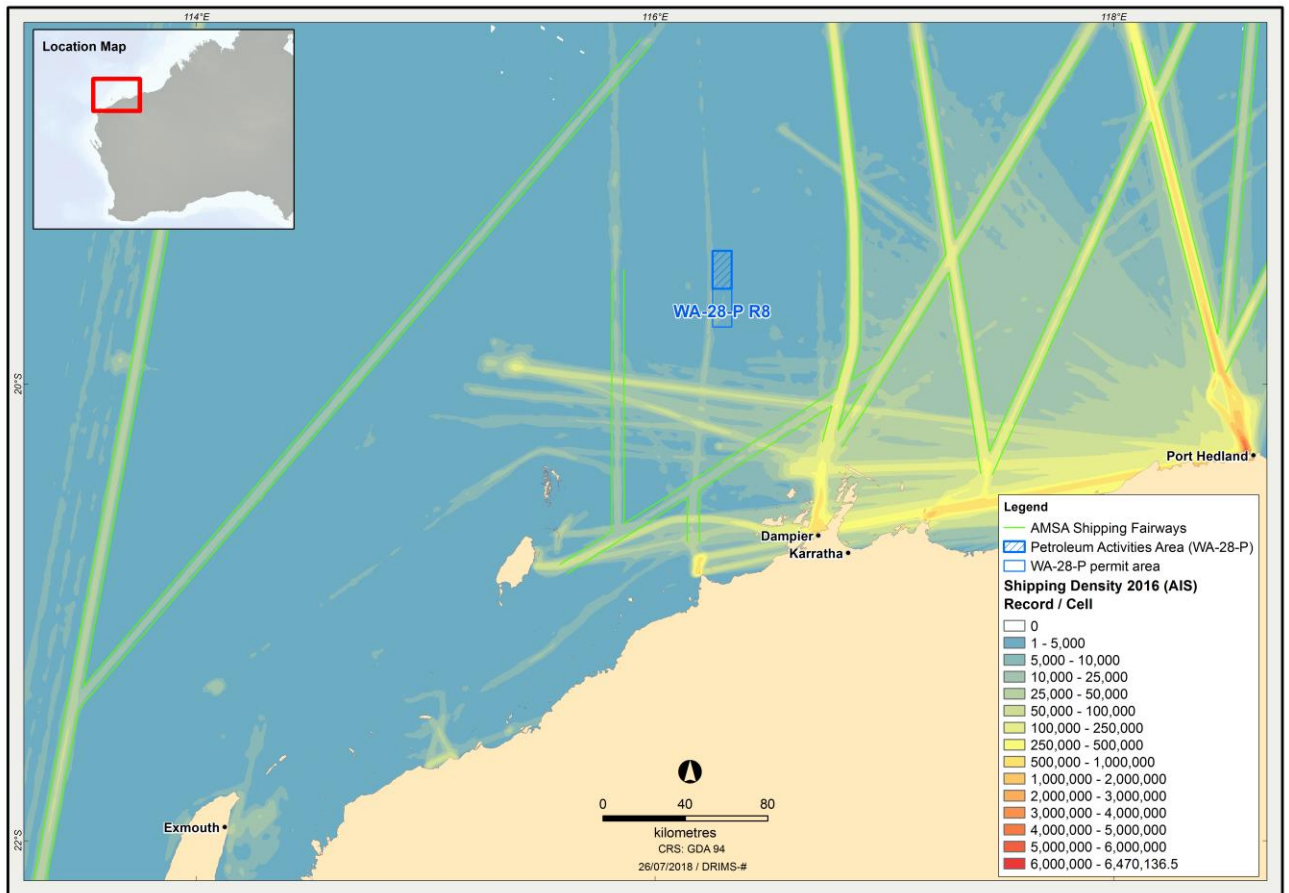 114°E
116°E
118°E
Location Map
WA-28-P R8
20°S
Port Hedland
Dampier
Karratha
Exmouth
22°S
Legend
AMSA Shipping Fairways
Petroleum Activities Area (WA-28-P)
WA-28-P permit area
Shipping Density 2016 (AIS)
Record / Cell
0
1 - 5,000
5,000 - 10,000
10,000 - 25,000
25,000 - 50,000
50,000 - 100,000
100,000 - 250,000
250,000 - 500,000
500,000 - 1,000,000
1,000,000 - 2,000,000
2,000,000 - 3,000,000
3,000,000 - 4,000,000
4,000,000 - 5,000,000
5,000,000 - 6,000,000
6,000,000 - 6,470,136.5
0 40 80
kilometres
CRS: GDA 94
26/07/2018 / DRIMS-#